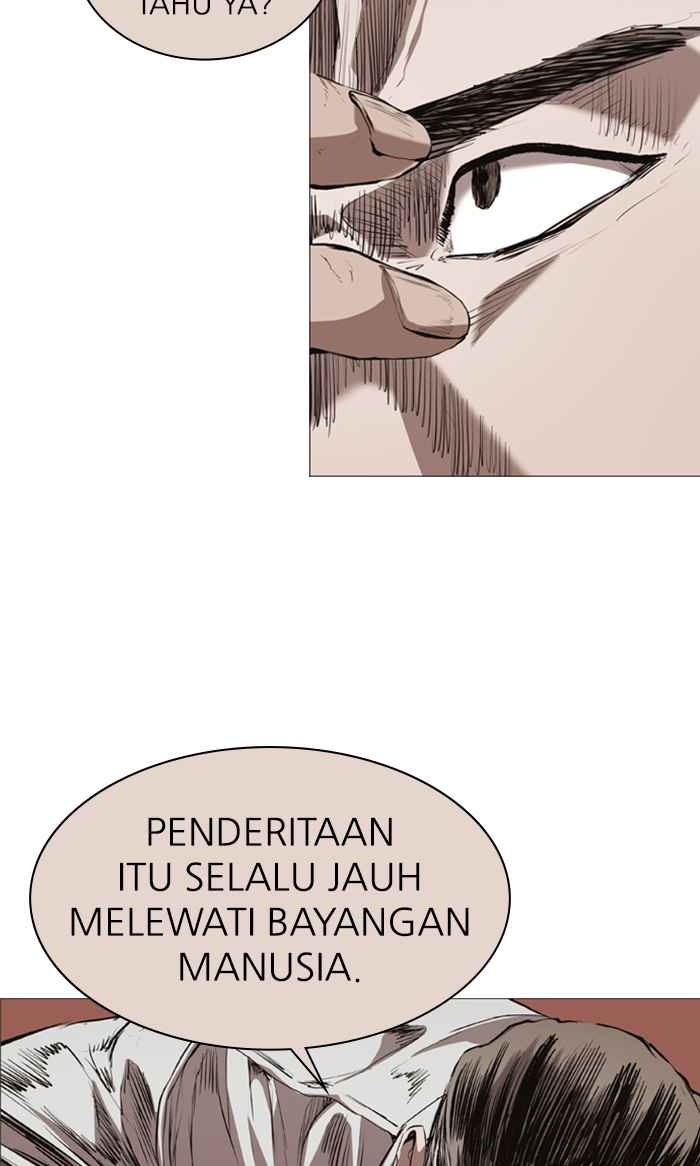 TAHU YA?
PENDERITAAN
ITU SELALU JAUH
MELEWATI BAYANGAN
MANUSIA.